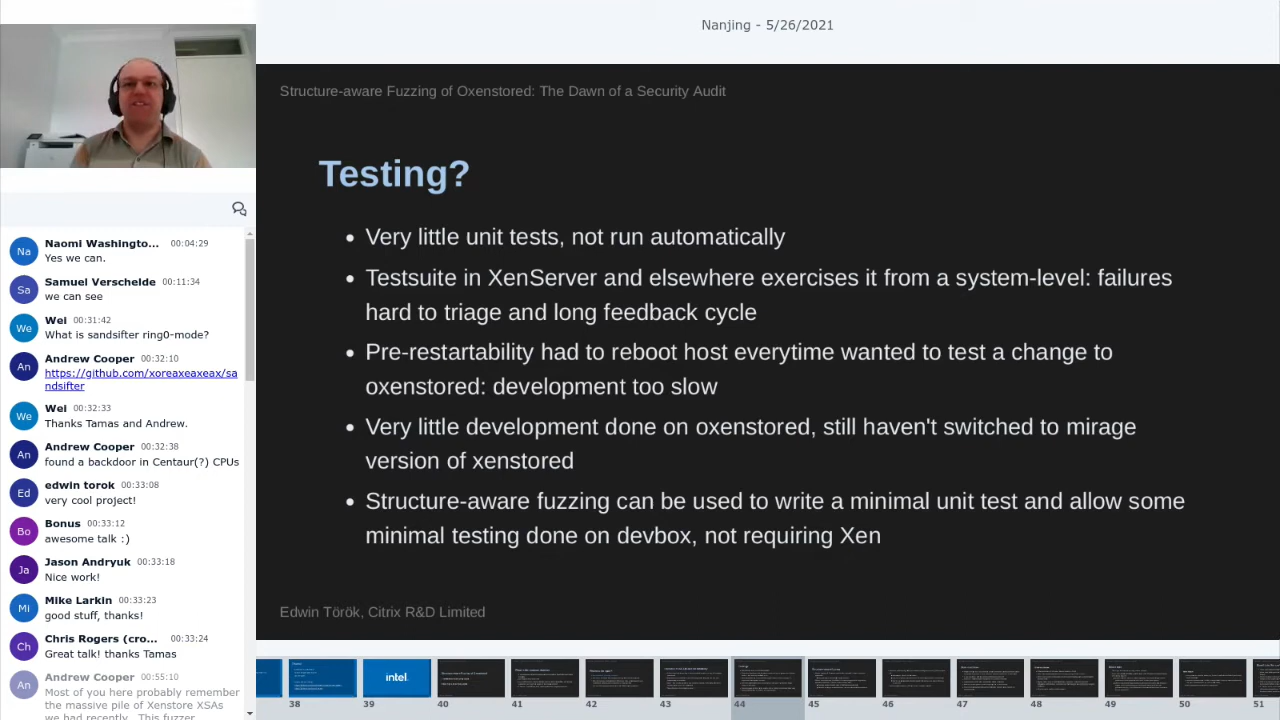 Nanjing - 5/26/2021
Structure-aware Fuzzing of Oxenstored: The Dawn of a Security Audit
Testing?
• Very little unit tests, not run automatically
• Testsuite in XenServer and elsewhere exercises it from a system-level: failures
hard to triage and long feedback cycle
• Pre-restartability had to reboot host everytime wanted to test a change to
oxenstored: development too slow
• Very little development done on oxenstored, still haven't switched to mirage
version of xenstored
• Structure-aware fuzzing can be used to write a minimal unit test and allow some
minimal testing done on devbox, not requiring Xen
Edwin Török, Citrix R&D Limited
Na Naomi Washingto... 00:04:29
Yes we can.
Sa Samuel Verschelde 00:11:34
we can see
We Wei 00:31:42
What is sandsifter ring0-mode?
An Andrew Cooper 00:32:10
https://github.com/xoreaxeaxeax/sa
ndsifter
We Wei 00:32:33
Thanks Tamas and Andrew.
An Andrew Cooper 00:32:38
found a backdoor in Centaur(?) CPUs
Ed edwin torok 00:33:08
very cool project!
Bo Bonus 00:33:12
awesome talk :)
Ja Jason Andryuk 00:33:18
Nice work!
Mi Mike Larkin 00:33:23
good stuff, thanks!
Ch Chris Rogers (cro... 00:33:24
Great talk! thanks Tamas
An Andrew Cooper 00:55:10
Most of you here probably remember
the massive pile of Xenstore XSAs
we had recently. This fuzzer
intel
38 39 40 41 42 43 44 45 46 47 48 49 50 51